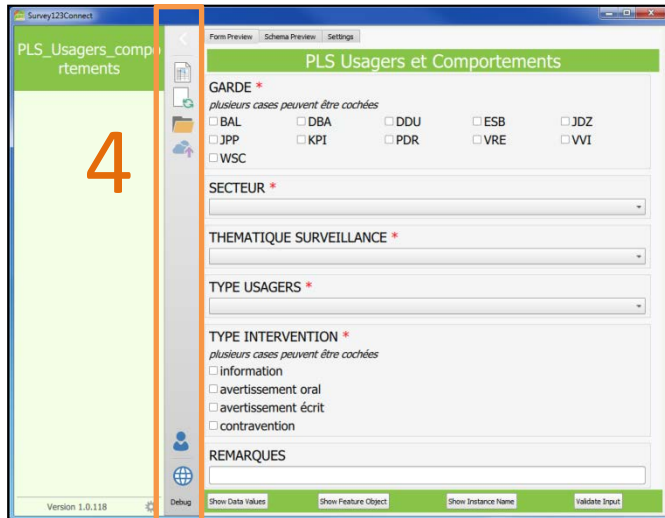 Survey123Connect
PLS_Usagers_compo
rtements
4
Form Preview Schema Preview Settings
PLS Usagers et Comportements
GARDE *
plusieurs cases peuvent être cochées
BAL DBA DDU ESB JDZ
JPP KPI PDR VRE VVI
WSC
SECTEUR *
THEMATIQUE SURVEILLANCE *
TYPE USAGERS *
TYPE INTERVENTION *
plusieurs cases peuvent être cochées
information
avertissement oral
avertissement écrit
contravention
REMARQUES
Version 1.0.118
Debug
Show Data Values Show Feature Object Show Instance Name Validate Input